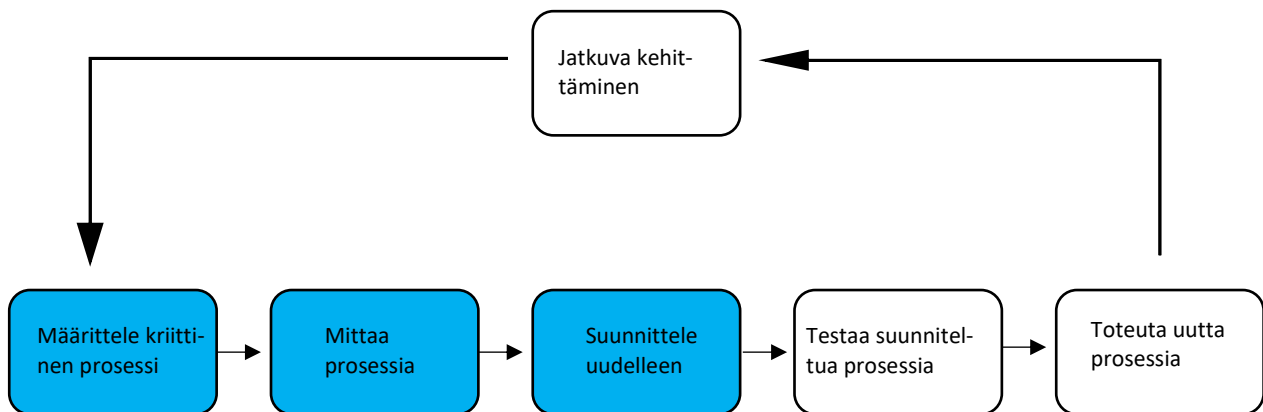 Jatkuva kehit-
täminen
Määrittele kriitti-
nen prosessi
Mittaa
prosessia
Suunnittele
uudelleen
Testaa suunnitel-
tua prosessia
Toteuta uutta
prosessia